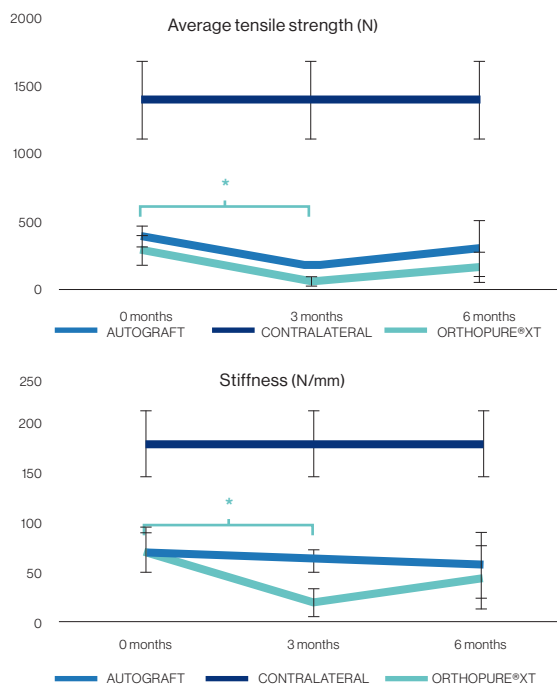 Average tensile strength (N)
2000
1500
1000
500
0
*
0 months
3 months
6 months
AUTOGRAFT
CONTRALATERAL
ORTHOPURE®XT
Stiffness (N/mm)
250
200
150
100
50
0
*
0 months
3 months
6 months
AUTOGRAFT
CONTRALATERAL
ORTHOPURE®XT